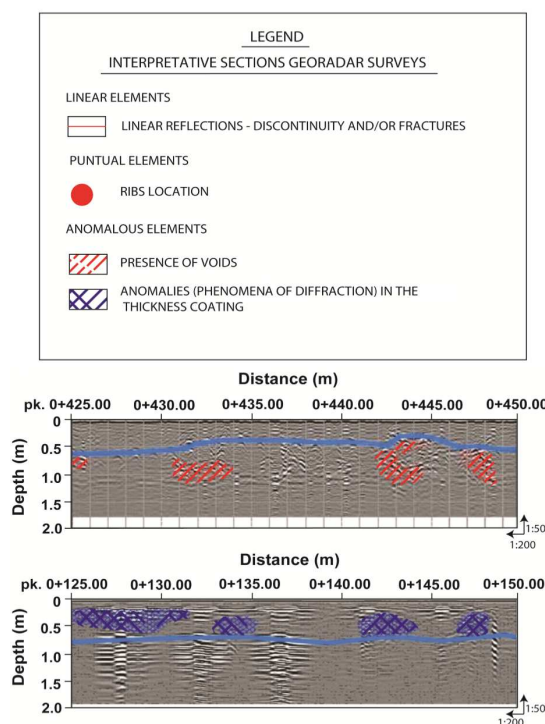 LEGEND
INTERPRETATIVE SECTIONS GEORADAR SURVEYS
LINEAR ELEMENTS
LINEAR REFLECTIONS - DISCONTINUITY AND/OR FRACTURES
PUNTUAL ELEMENTS
RIBS LOCATION
ANOMALOUS ELEMENTS
PRESENCE OF VOIDS
ANOMALIES (PHENOMENA OF DIFFRACTION) IN THE
THICKNESS COATING
Distance (m)
pk. 0+425.00 0+430.00 0+435.00 0+440.00 0+445.00 0+450.00
Depth (m)
0
0.5
1.0
1.5
2.0
1:50
1:200
Distance (m)
pk. 0+125.00 0+130.00 0+135.00 0+140.00 0+145.00 0+150.00
Depth (m)
0
0.5
1.0
1.5
2.0
1:50
1:200